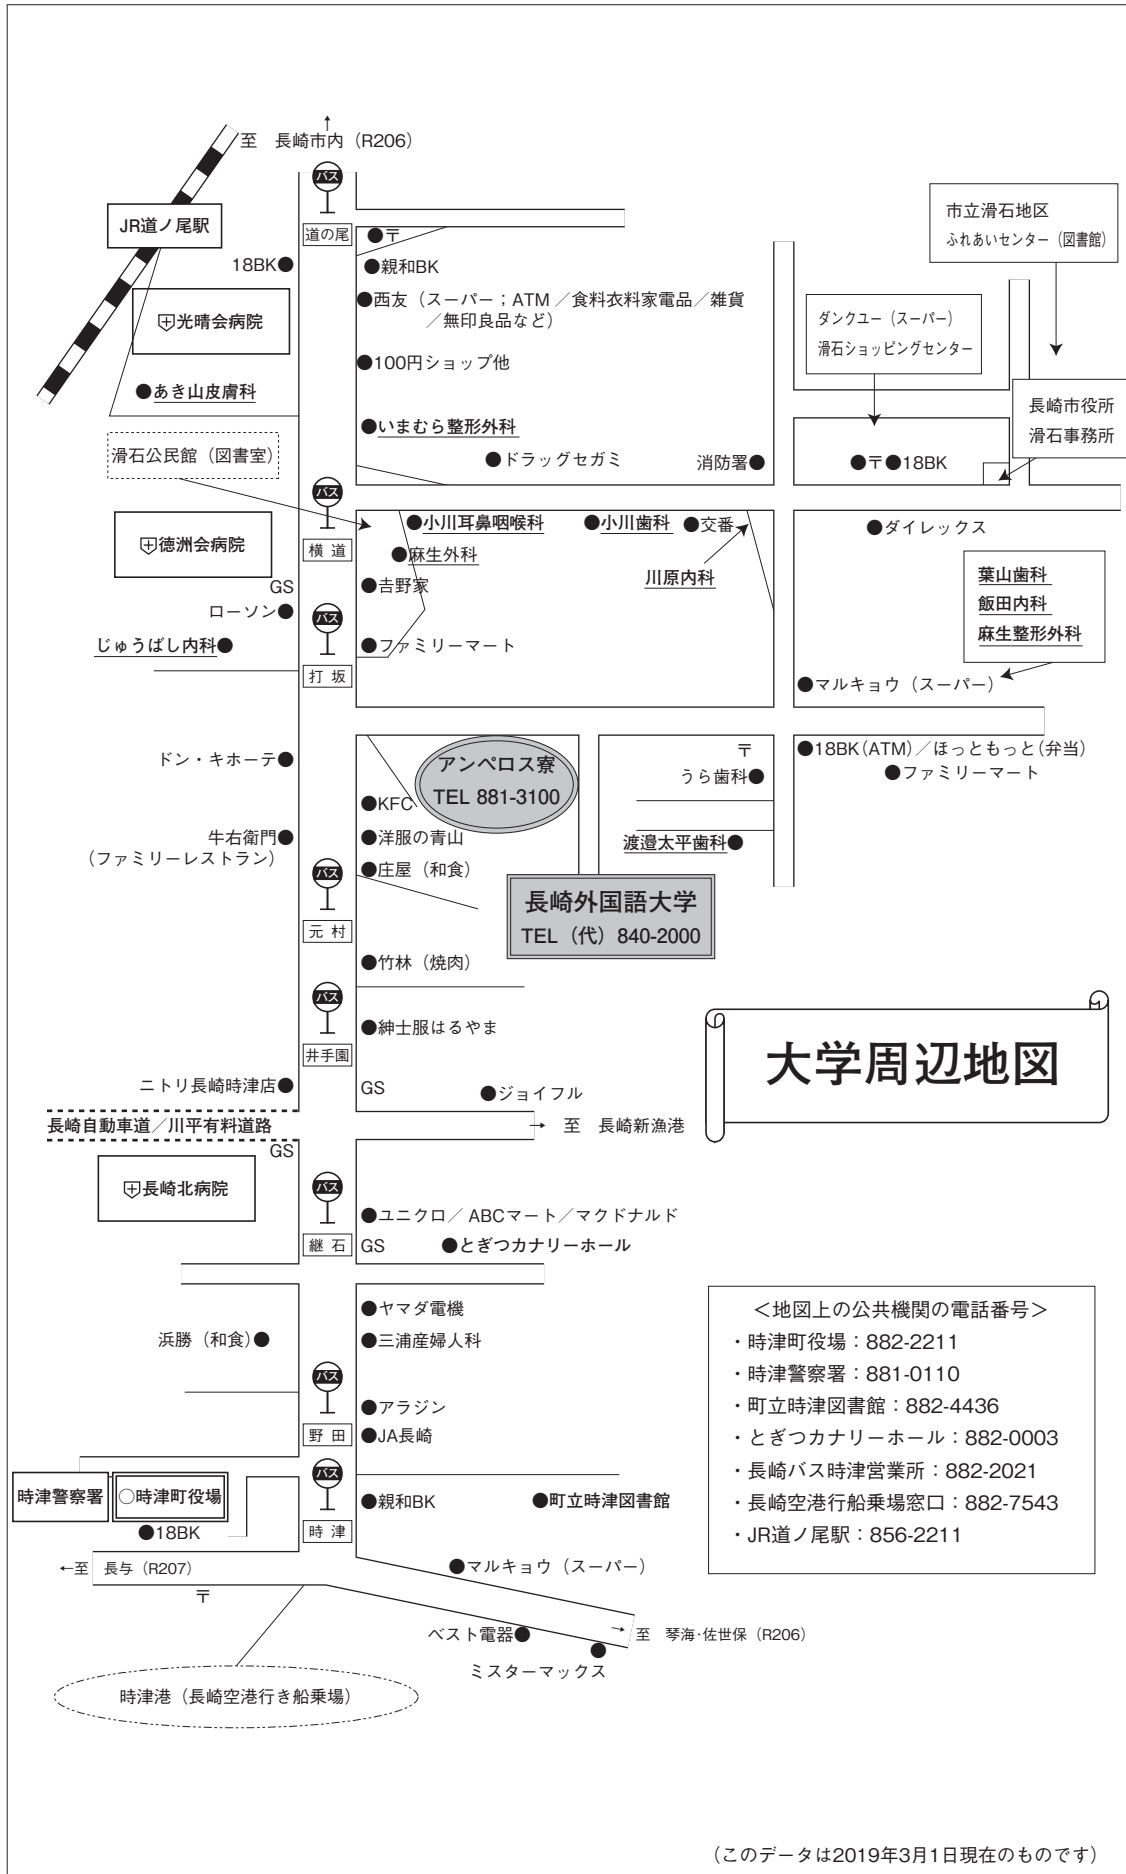 ↑
至 長崎市内（R206）
バス
道の尾
JR道ノ尾駅
●〒
18BK●
●親和BK
市立滑石地区
ふれあいセンター（図書館）
光晴会病院
●西友（スーパー；ATM／食料衣料家電品／雑貨
／無印良品など）
ダンクユー（スーパー）
滑石ショッピングセンター
●100円ショップ他
●あき山皮膚科
長崎市役所
滑石事務所
●いまむら整形外科
滑石公民館（図書室）
●ドラッグセガミ
消防署●
●〒●18BK
バス
横 道
●小川耳鼻咽喉科
●小川歯科
●交番
●ダイレックス
徳洲会病院
●麻生外科
川原内科
葉山歯科
飯田内科
麻生整形外科
GS
●吉野家
ローソン●
バス
打 坂
じゅうばし内科●
●ファミリーマート
●マルキョウ（スーパー）
ドン・キホーテ●
アンペロス寮
TEL 881-3100
〒
●18BK(ATM)／ほっともっと(弁当)
うら歯科●
●ファミリーマート
●KFC
牛右衛門●
（ファミリーレストラン）
●洋服の青山
渡邉太平歯科●
●庄屋（和食）
バス
元 村
長崎外国語大学
TEL（代）840-2000
●竹林（焼肉）
バス
井手園
●紳士服はるやま
大学周辺地図
ニトリ長崎時津店●
GS
●ジョイフル
長崎自動車道／川平有料道路
→ 至 長崎新漁港
GS
長崎北病院
バス
継 石
●ユニクロ／ABCマート／マクドナルド
GS
●とぎつカナリーホール
●ヤマダ電機
浜勝（和食）●
●三浦産婦人科
＜地図上の公共機関の電話番号＞
・時津町役場：882-2211
・時津警察署：881-0110
・町立時津図書館：882-4436
・とぎつカナリーホール：882-0003
・長崎バス時津営業所：882-2021
・長崎空港行船乗場窓口：882-7543
・JR道ノ尾駅：856-2211
バス
野 田
●アラジン
●JA長崎
時津警察署
○時津町役場
●18BK
バス
時 津
●親和BK
●町立時津図書館
←至 長与（R207）
〒
●マルキョウ（スーパー）
→ 至 琴海・佐世保（R206）
ベスト電器●
●
ミスターマックス
時津港（長崎空港行き船乗場）
（このデータは2019年3月1日現在のものです）